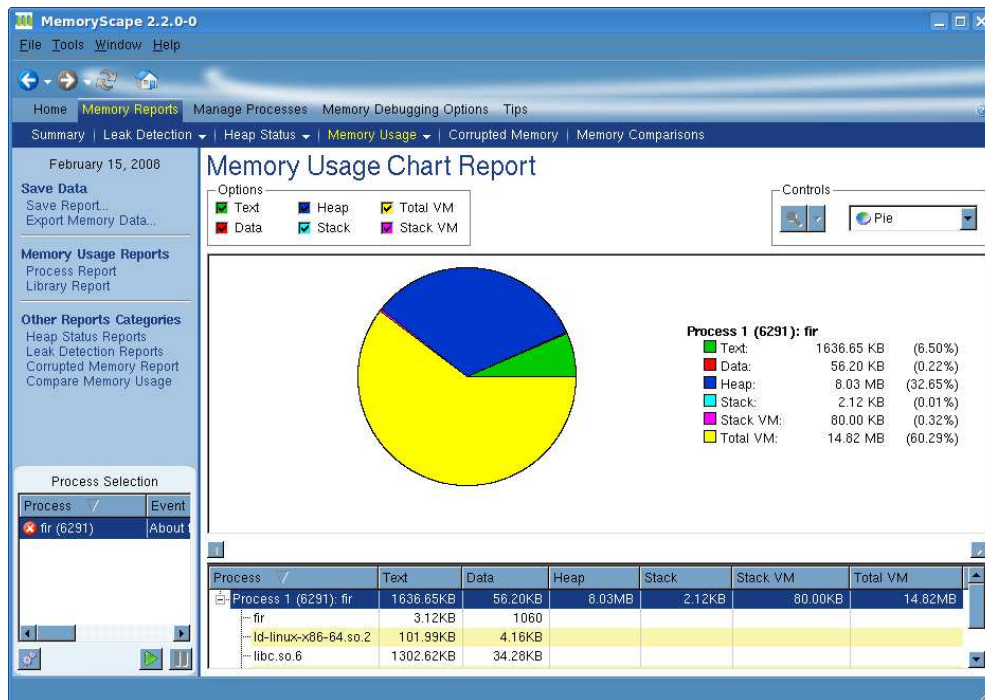 MemoryScape 2.2.0-0
File Tools Window Help
Home Memory Reports Manage Processes Memory Debugging Options Tips
Summary | Leak Detection | Heap Status | Memory Usage | Corrupted Memory | Memory Comparisons
February 15, 2008
Save Data
Save Report...
Export Memory Data...
Memory Usage Reports
Process Report
Library Report
Other Reports Categories
Heap Status Reports
Leak Detection Reports
Corrupted Memory Report
Compare Memory Usage
Process Selection
Process Event
fir (6291) About
Memory Usage Chart Report
Options
Text Heap Total VM
Data Stack Stack VM
Controls
Pie
Process 1 (6291): fir
Text: 1636.65 KB (6.50%)
Data: 56.20 KB (0.22%)
Heap: 8.03 MB (32.65%)
Stack: 2.12 KB (0.01%)
Stack VM: 80.00 KB (0.32%)
Total VM: 14.82 MB (60.29%)
Process Text Data Heap Stack Stack VM Total VM
Process 1 (6291): fir 1636.65KB 56.20KB 8.03MB 2.12KB 80.00KB 14.82MB
fir 3.12KB 1060
ld-linux-x86-64.so.2 101.99KB 4.16KB
libc.so.6 1302.62KB 34.28KB